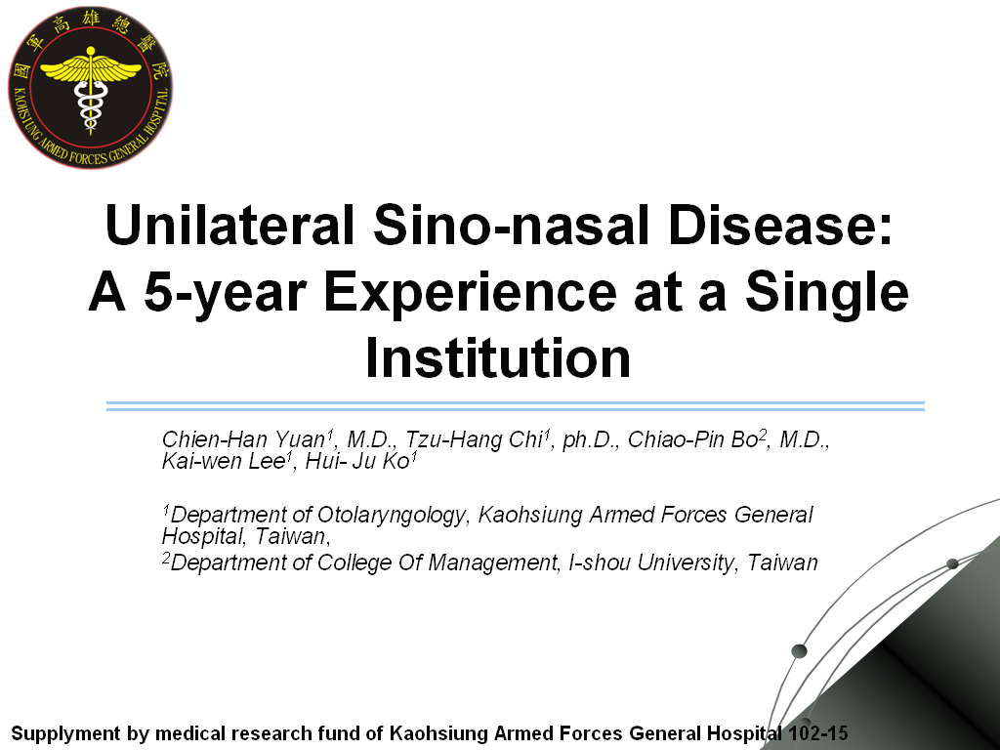 國軍高雄總醫院
KAOHSIUNG ARMED FORCES GENERAL HOSPITAL
Unilateral Sino-nasal Disease:
A 5-year Experience at a Single
Institution
Chien-Han Yuan1, M.D., Tzu-Hang Chi1, ph.D., Chiao-Pin Bo2, M.D.,
Kai-wen Lee1, Hui- Ju Ko1
1Department of Otolaryngology, Kaohsiung Armed Forces General
Hospital, Taiwan,
2Department of College Of Management, I-shou University, Taiwan
Supplyment by medical research fund of Kaohsiung Armed Forces General Hospital 102-15